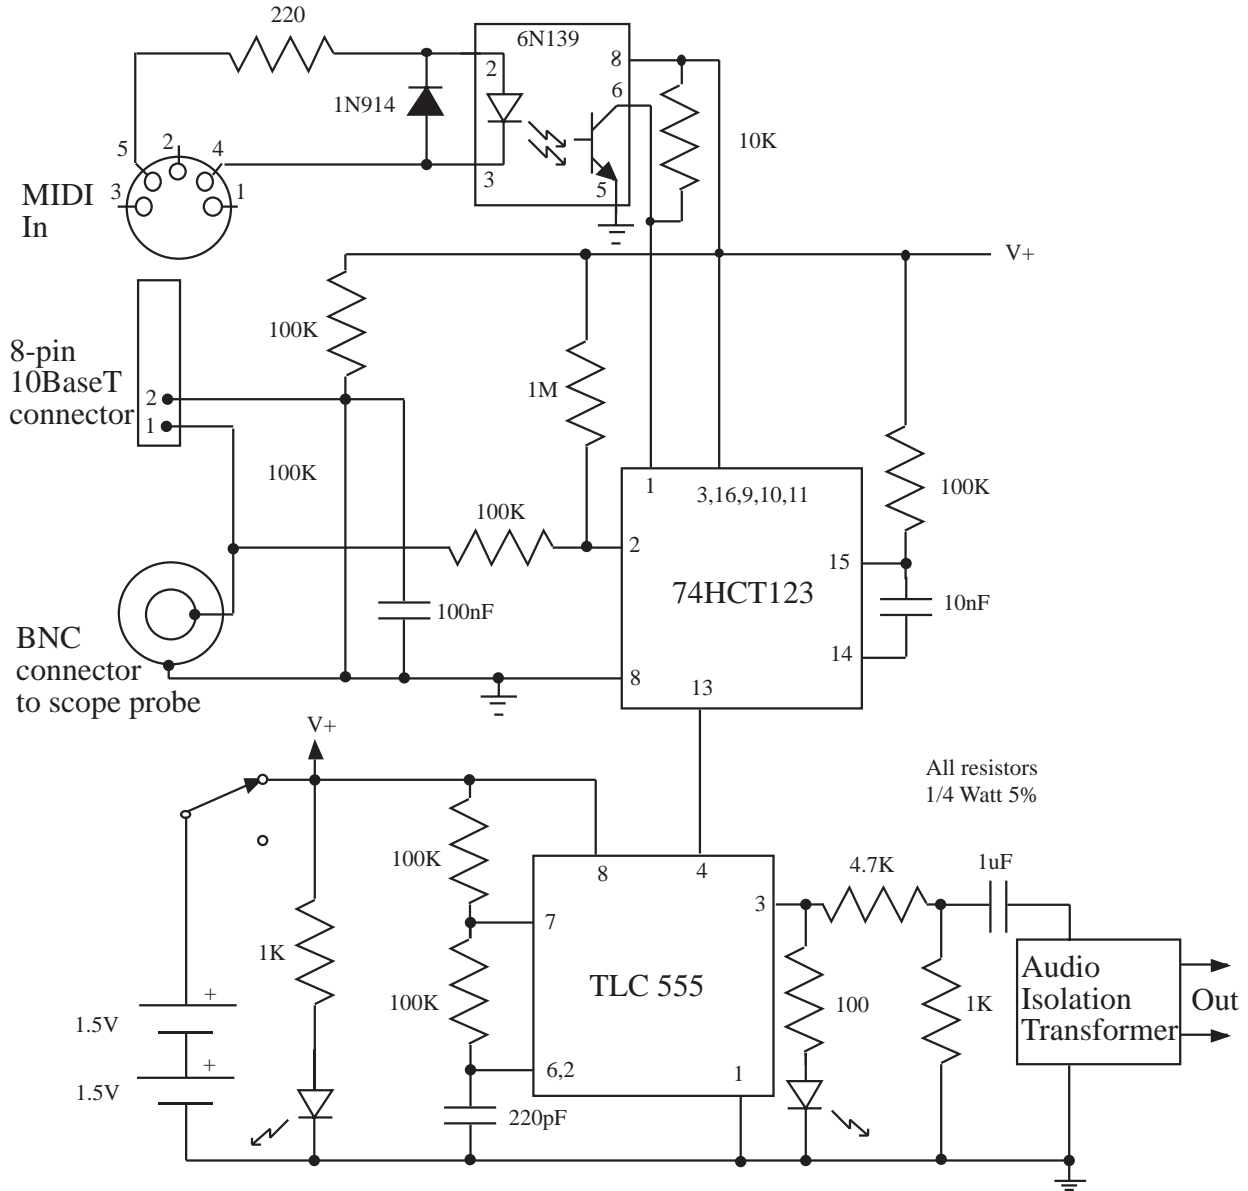 220
6N139
2
8
6
1N914
10K
5
2
4
3
5
MIDI
In
3
1
V+
100K
8-pin
10BaseT
connector
2
1
1M
100K
1
3,16,9,10,11
100K
100K
2
15
74HCT123
100nF
10nF
BNC
connector
to scope probe
14
8
13
V+
All resistors
1/4 Watt 5%
100K
8
4
4.7K
1uF
3
7
1K
100K
TLC 555
100
1K
Audio
Isolation
Transformer
Out
+
1.5V
+
1.5V
6,2
1
220pF